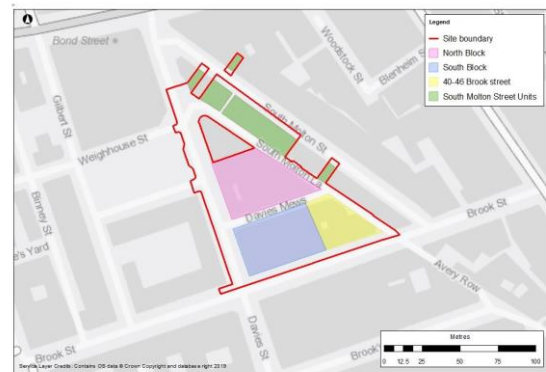 Bond Street
Woodstock St
Blenheim St
Gilbert St
South Molton St
Weighhouse St
South Molton La
Binney St
Davies Mews
Brook St
's Yard
Avery Row
Davies St
Brook St
Brook's
Legend
Site boundary
North Block
South Block
40-46 Brook street
South Molton Street Units
Metres
0 12.5 25 50 75 100
Service Layer Credits: Contains OS data © Crown Copyright and database right 2018